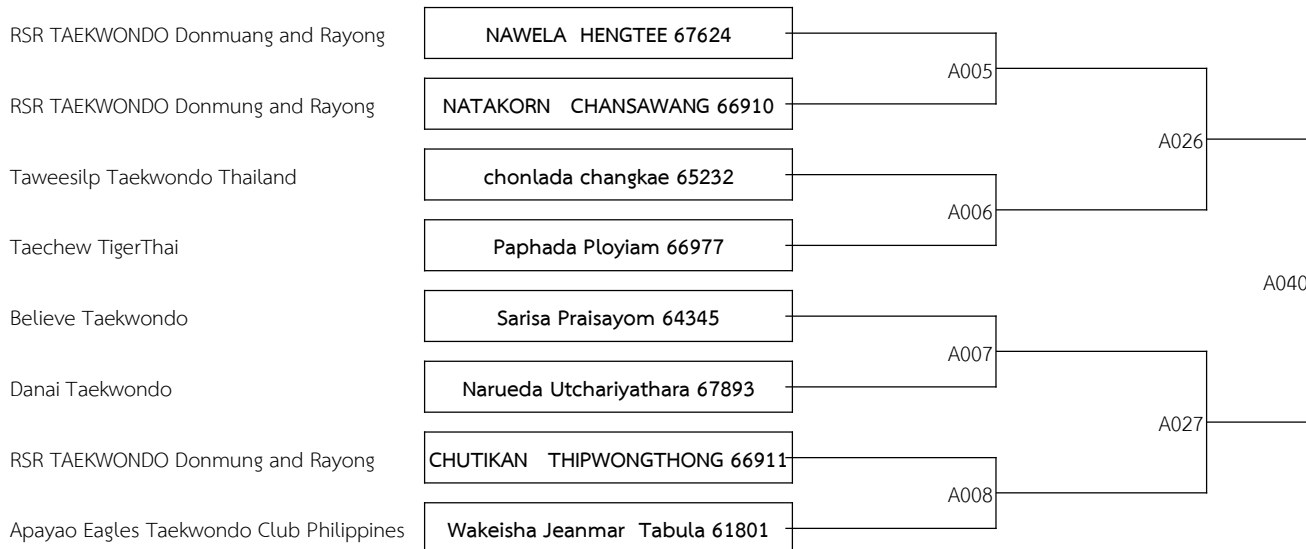 RSR TAEKWONDO Donmuang and Rayong NAWELA HENGTEE 67624
A005
RSR TAEKWONDO Donmung and Rayong NATAKORN CHANSAWANG 66910
A026
Taweesilp Taekwondo Thailand chonlada changkae 65232
A006
Taechew TigerThai Paphada Ployiam 66977
A040
Believe Taekwondo Sarisa Praisayom 64345
A007
Danai Taekwondo Narueda Utchariyathara 67893
A027
RSR TAEKWONDO Donmung and Rayong CHUTIKAN THIPWONGTHONG 66911
A008
Apayao Eagles Taekwondo Club Philippines Wakeisha Jeanmar Tabula 61801